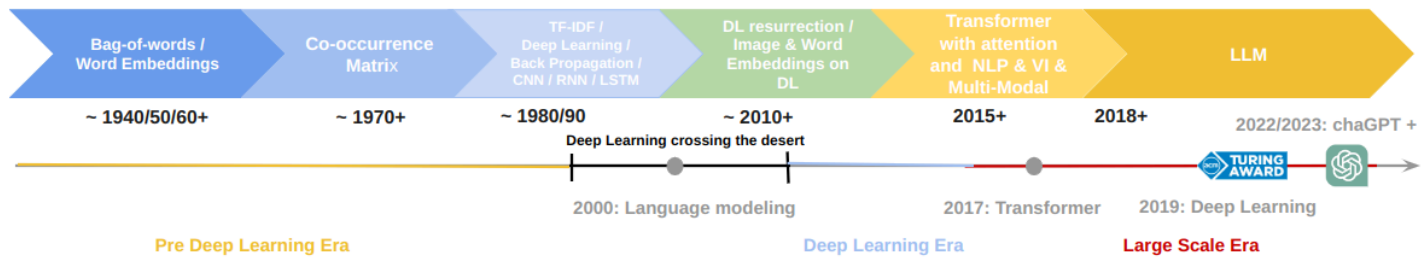 Bag-of-words /
Word Embeddings
Co-occurrence
Matrix
TF-IDF /
Deep Learning /
Back Propagation /
CNN / RNN / LSTM
DL resurrection /
Image & Word
Embeddings on
DL
Transformer
with attention
and NLP & VI &
Multi-Modal
LLM
~ 1940/50/60+
~ 1970+
~ 1980/90
~ 2010+
2015+
2018+
2022/2023: chaGPT +
Deep Learning crossing the desert
acm
TURING
AWARD
2000: Language modeling
2017: Transformer
2019: Deep Learning
Pre Deep Learning Era
Deep Learning Era
Large Scale Era